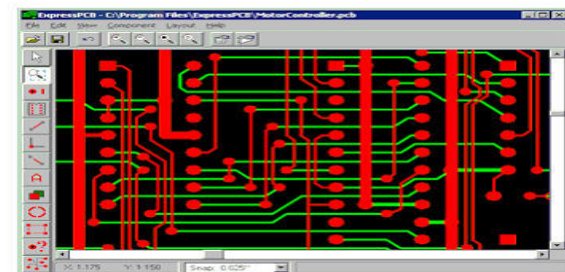 ExpressPCB - C:\Program Files\ExpressPCB\MotorController.pcb
File Edit View Component Layout Help
A
X: 1.175 Y: 1.150 Snap: 0.025"